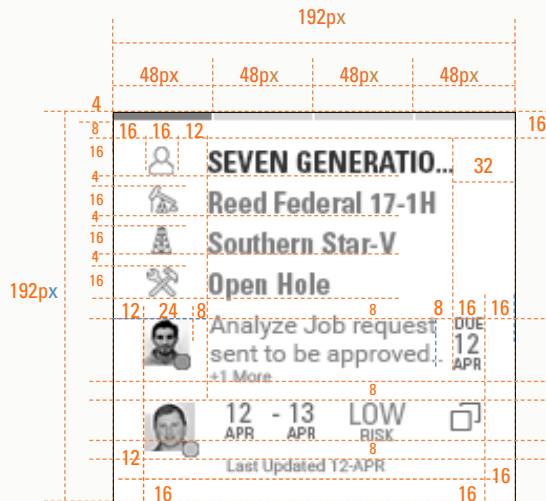 192px
48px 48px 48px 48px
4
8 16 16 12 16
16 SEVEN GENERATIO... 32
4
Reed Federal 17-1H
4
16 Southern Star-V
4
16 Open Hole
192px
12 24 8 8 8 16 16
Analyze Job request DUE
sent to be approved... 12
+1 More APR
8
12 - 13 LOW
APR APR RISK
8
12 Last Updated 12-APR 16
16 16